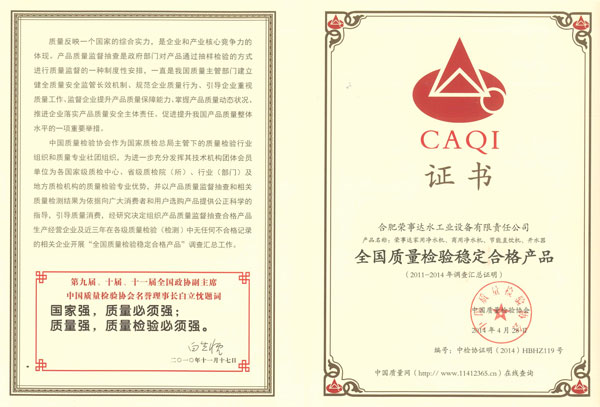 质量反映一个国家的综合实力，是企业和产业核心竞争力的
体现。产品质量监督抽查是政府部门对产品通过抽样检验的方式
进行质量监督的一种制度性安排，一直是我国质量主管部门建立
健全质量安全监管长效机制、规范企业质量行为、引导企业重视
质量工作、监督企业提升产品质量保障能力、掌握产品质量动态状况、
推进企业落实产品质量安全主体责任、促进提升我国产品质量整体
水平的一项重要举措。
中国质量检验协会作为国家质检总局主管下的质量检验行业
组织和质量专业社团组织，为进一步充分发挥其技术机构团体会员
单位为各国家级质检中心，省级质检院（所）、行业（部门）及
地方质检机构的质量检验专业优势，并以产品质量监督抽查和相关
质量检测结果为依据向广大消费者和用户选购产品提供公正科学的
指导，引导质量消费，经研究决定组织产品质量监督抽查合格产品
生产经营企业及近三年在各级质量检验（检测）中无任何不合格记录
的相关企业开展“全国质量检验稳定合格产品”调查汇总工作。
第九届、十届、十一届全国政协副主席
中国质量检验协会名誉理事长白立忱题词
国家强，质量必须强；
质量强，质量检验必须强。
白立忱
二〇一〇年十一月十七日
CAQI
证书
合肥荣事达水工业设备有限责任公司
产品名称：荣事达家用净水机、商用净水机、节能直饮机、开水器
全国质量检验稳定合格产品
(2011-2014年调查汇总证明)
中国质量检验协会
2014年4月28日
编号：中检协证明（2014）HBHZ119号
中国质量网(http://www.11412365.cn)在线查询